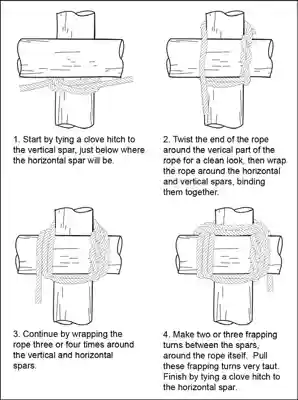 1. Start by tying a clove hitch to
the vertical spar, just below where
the horizontal spar will be.
2. Twist the end of the rope
around the verical part of the
rope for a clean look, then wrap
the rope around the horizontal
and vertical spars, binding
them together.
3. Continue by wrapping the
rope three or four times around
the vertical and horizontal
spars.
4. Make two or three frapping
turns between the spars,
around the rope itself. Pull
these frapping turns very taut.
Finish by tying a clove hitch to
the horizontal spar.